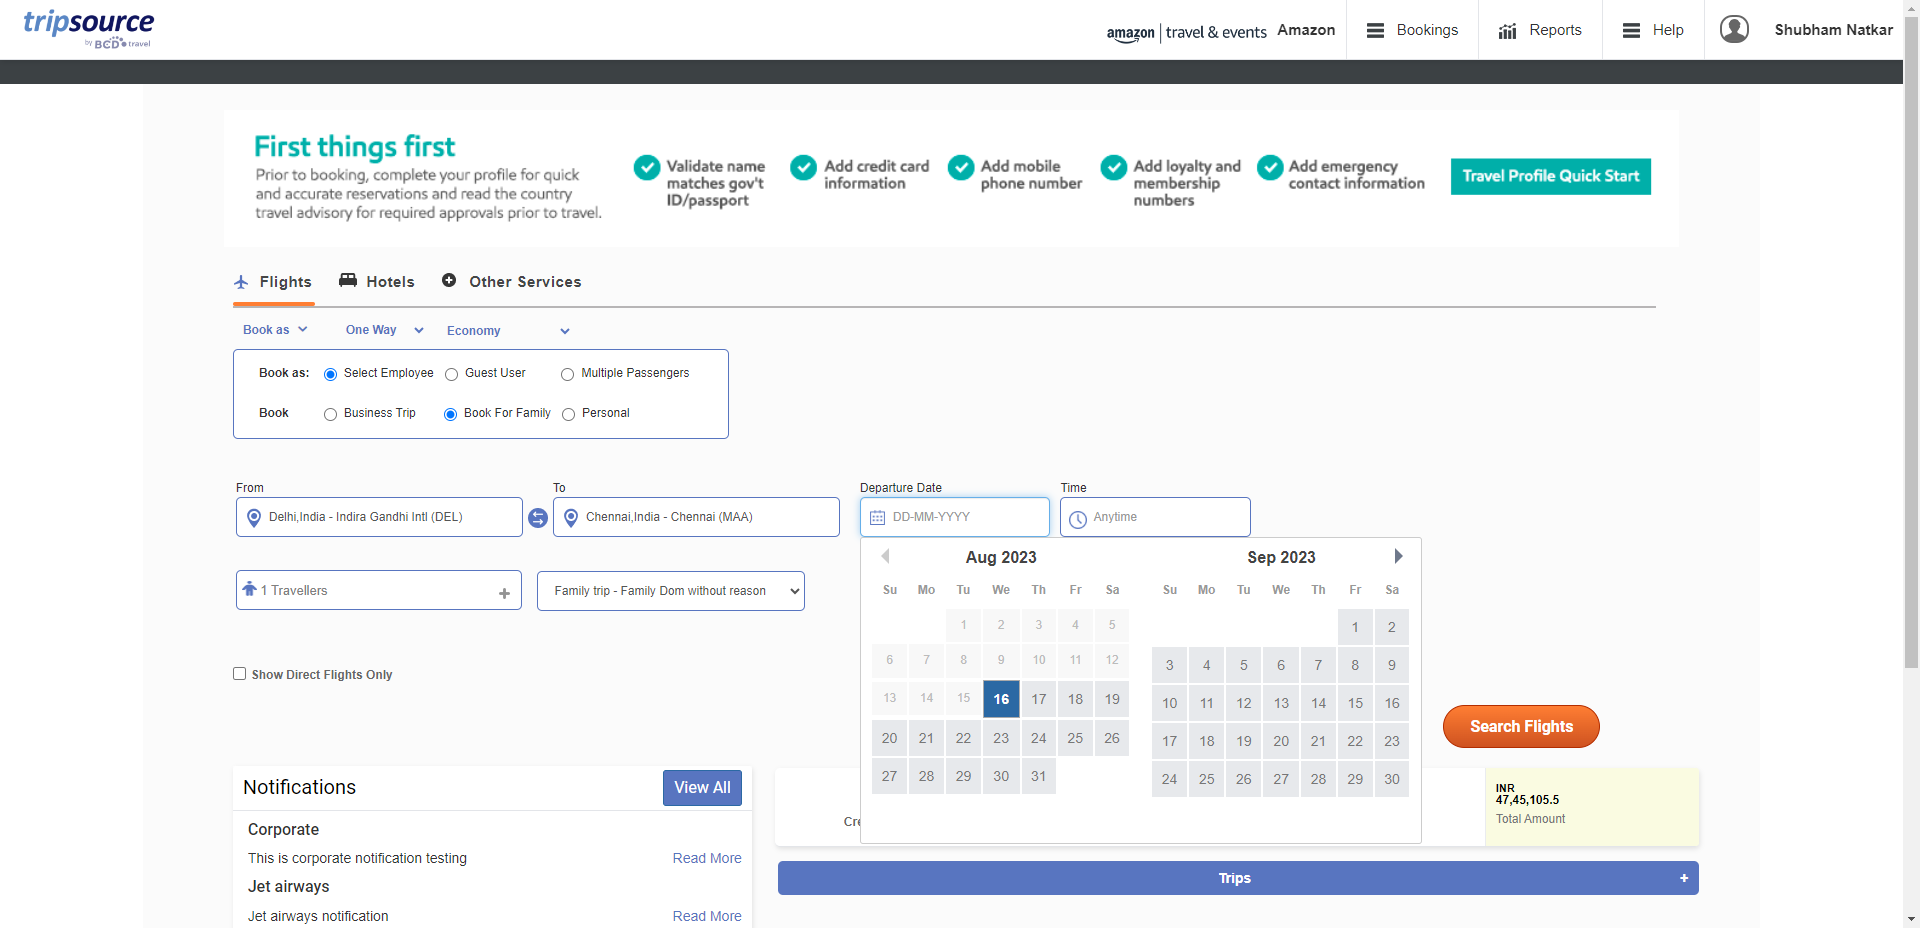 tripsource
by BCD travel
amazon | travel & events Amazon
Bookings
Reports
Help
Shubham Natkar
First things first
Prior to booking, complete your profile for quick
and accurate reservations and read the country
travel advisory for required approvals prior to travel.
Validate name
matches gov't
ID/passport
Add credit card
information
Add mobile
phone number
Add loyalty and
membership
numbers
Add emergency
contact information
Travel Profile Quick Start
Flights
Hotels
Other Services
Book as
One Way
Economy
Book as: Select Employee Guest User Multiple Passengers
Book Business Trip Book For Family Personal
From
Delhi,India - Indira Gandhi Intl (DEL)
To
Chennai,India - Chennai (MAA)
Departure Date
DD-MM-YYYY
Time
Anytime
1 Travellers +
Family trip - Family Dom without reason
Show Direct Flights Only
Aug 2023
Su Mo Tu We Th Fr Sa
1 2 3 4 5
6 7 8 9 10 11 12
13 14 15 16 17 18 19
20 21 22 23 24 25 26
27 28 29 30 31
Sep 2023
Su Mo Tu We Th Fr Sa
1 2
3 4 5 6 7 8 9
10 11 12 13 14 15 16
17 18 19 20 21 22 23
24 25 26 27 28 29 30
Search Flights
Notifications
View All
Corporate
This is corporate notification testing Read More
Jet airways
Jet airways notification Read More
Cre
INR
47,45,105.5
Total Amount
Trips +